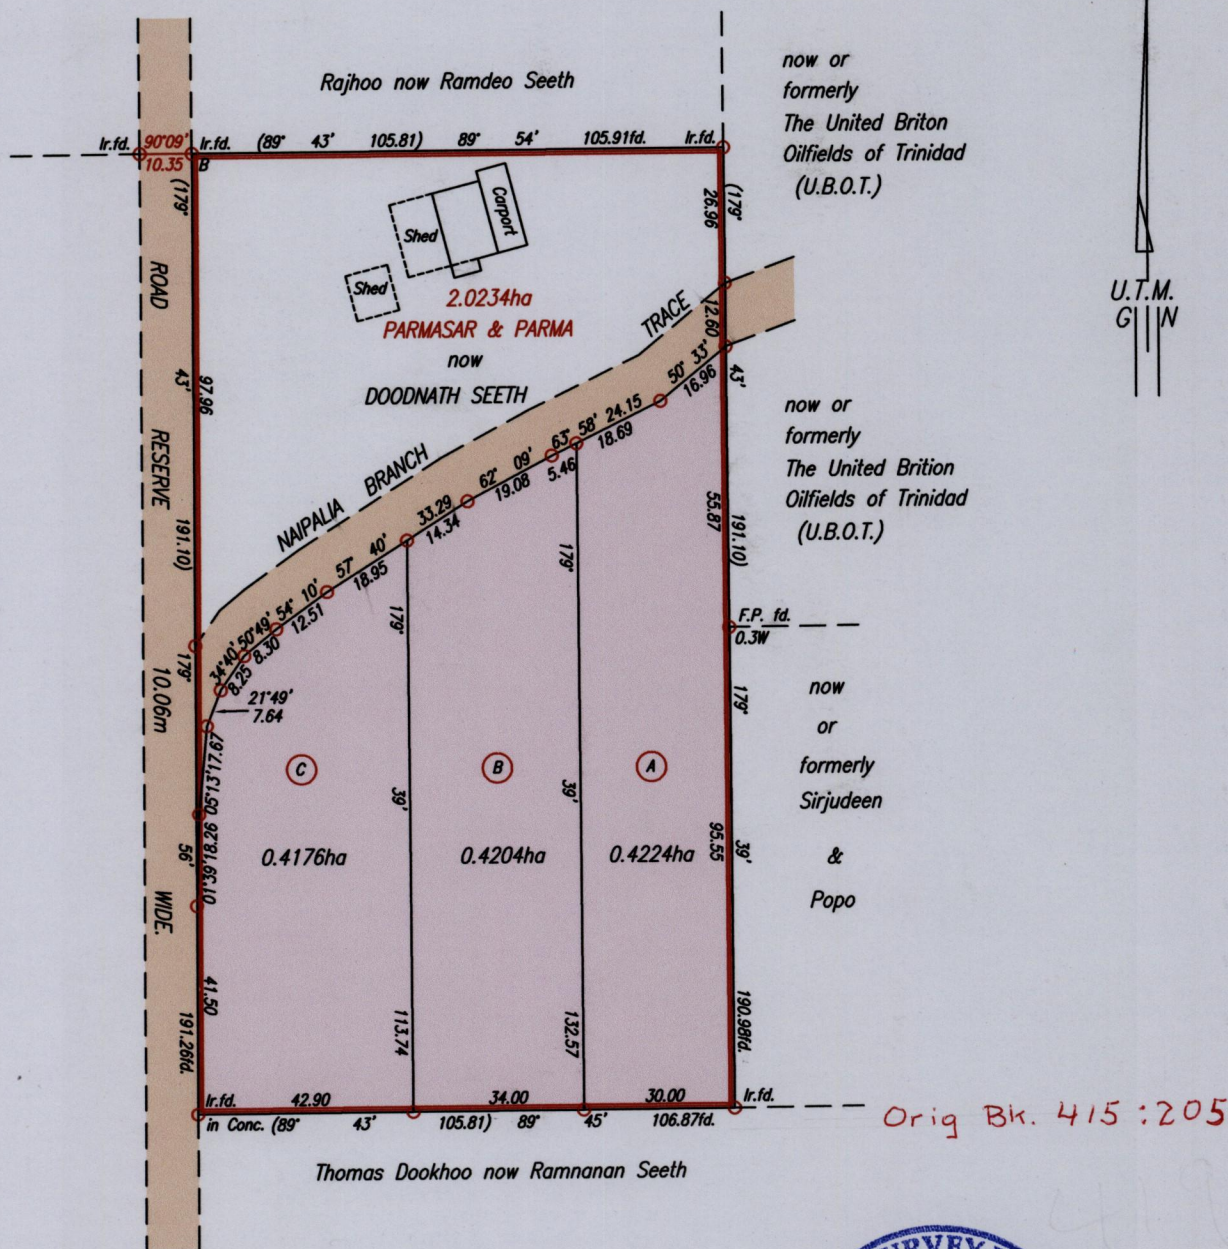 Rajhoo now Ramdeo Seeth
now or
formerly
The United Briton
Oilfields of Trinidad
(U.B.O.T.)
Ir.fd. 90°09' Ir.fd. (89° 43' 105.81) 89° 54' 105.91fd. Ir.fd.
10.35 B
(179° 43' 191.10)
97.96
179° 56' 191.26fd.
(179° 43' 191.10)
26.96
12.60
55.87
179° 39' 190.98fd.
95.55
Carport
Shed
Shed
2.0234ha
PARMASAR & PARMA
now
DOODNATH SEETH
NAIPALIA BRANCH TRACE
ROAD RESERVE 10.06m WIDE.
U.T.M.
G N
now or
formerly
The United Brition
Oilfields of Trinidad
(U.B.O.T.)
50° 33'
16.96
58' 24.15
18.69
63°
5.46
62° 09'
19.08
33.29
14.34
57° 40'
18.95
54° 10'
12.51
50°49'
8.30
34°40'
8.25
21°49'
7.64
05°13' 17.67
01°39' 18.26
41.50
179° 39' 113.74
179° 39' 132.57
F.P. fd.
0.3W
now
or
formerly
Sirjudeen
&
Popo
C B A
0.4176ha 0.4204ha 0.4224ha
Ir.fd. 42.90 34.00 30.00 Ir.fd.
in Conc. (89° 43' 105.81) 89° 45' 106.87fd.
Orig Bk. 415:205
Thomas Dookhoo now Ramnanan Seeth